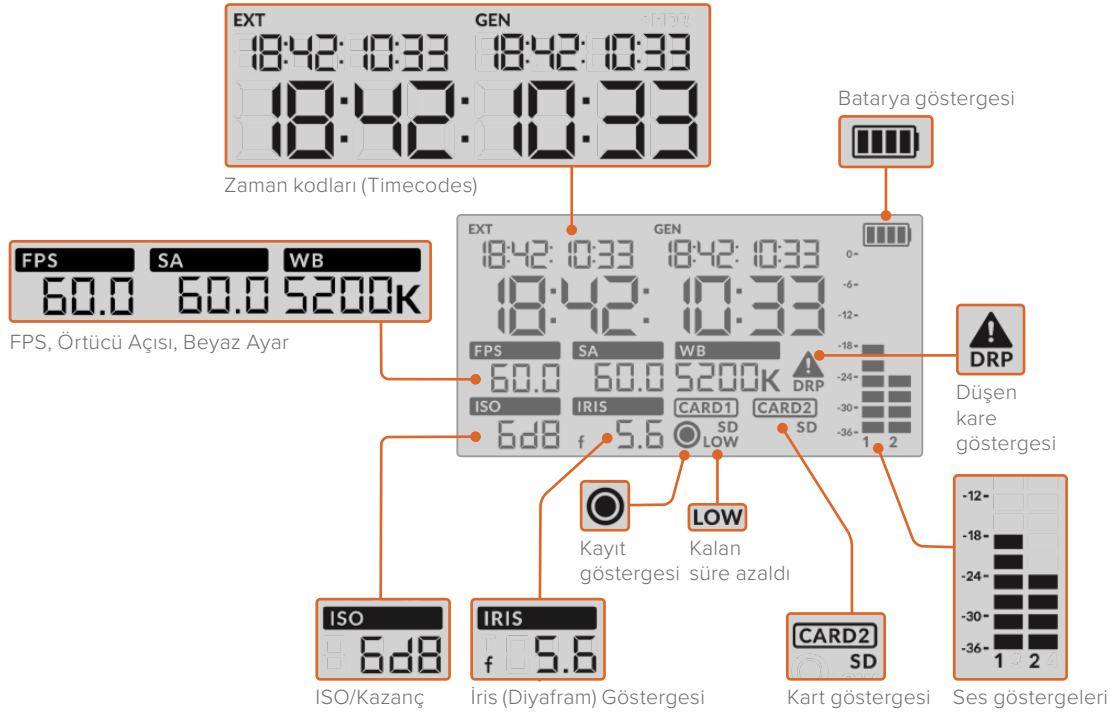 EXT GEN
18:42: 10:33 18:42: 10:33
18:42: 10:33
Zaman kodları (Timecodes)
Batarya göstergesi
FPS SA WB
60.0 60.0 5200K
FPS, Örtücü Açısı, Beyaz Ayar
EXT GEN
18:42: 10:33 18:42: 10:33
18:42: 10:33
FPS SA WB
60.0 60.0 5200K
DRP
ISO IRIS CARD1 CARD2
6dB f 5.6 SD SD
LOW
0-
-6-
-12-
-18-
-24-
-30-
-36-
1 2
DRP
Düşen
kare
göstergesi
Kayıt
göstergesi
LOW
Kalan
süre azaldı
ISO
6dB
ISO/Kazanç
IRIS
f 5.6
İris (Diyafram) Göstergesi
CARD2
SD
Kart göstergesi
-12-
-18-
-24-
-30-
-36-
1 2
Ses göstergeleri